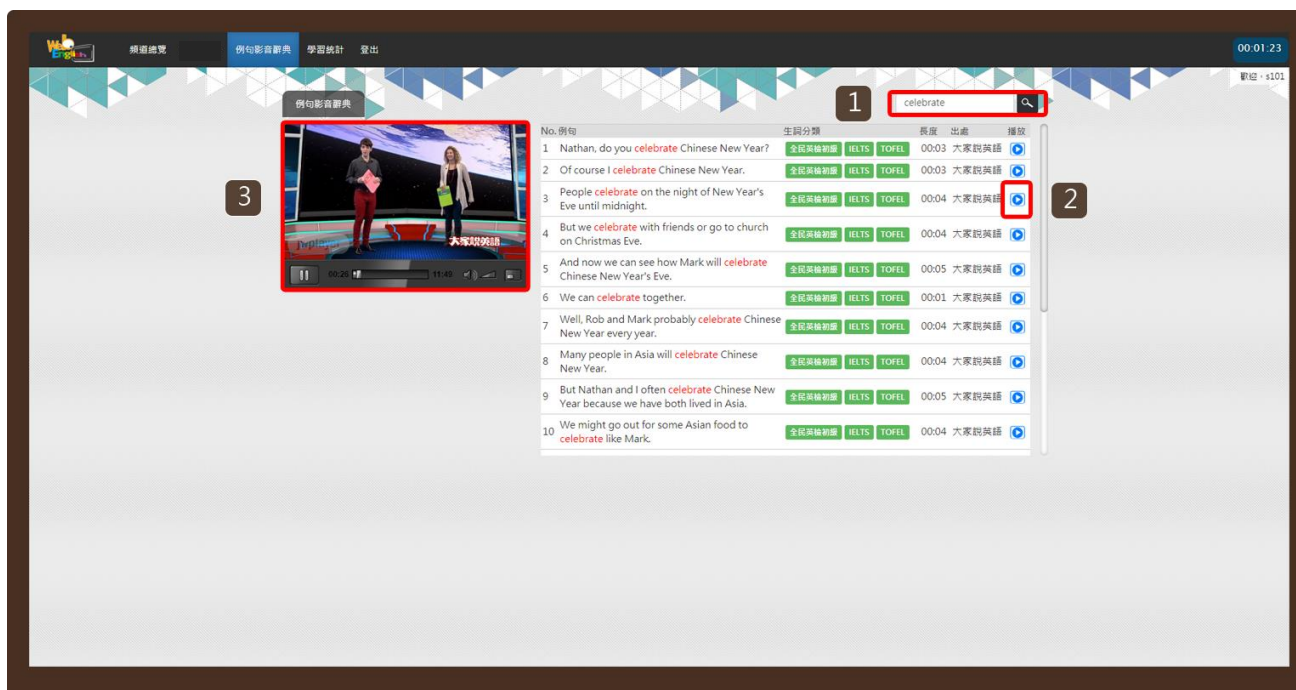 Web
English
頻道總覽
例句影音辭典
學習統計
登出
00:01:23
歡迎，s101
例句影音辭典
1
celebrate
3
大家說英語
00:26
11:49
2
No. 例句 生詞分類 長度 出處 播放
1 Nathan, do you celebrate Chinese New Year? 全民英檢初級 IELTS TOFEL 00:03 大家說英語
2 Of course I celebrate Chinese New Year. 全民英檢初級 IELTS TOFEL 00:03 大家說英語
3 People celebrate on the night of New Year's
Eve until midnight. 全民英檢初級 IELTS TOFEL 00:04 大家說英語
4 But we celebrate with friends or go to church
on Christmas Eve. 全民英檢初級 IELTS TOFEL 00:04 大家說英語
5 And now we can see how Mark will celebrate
Chinese New Year's Eve. 全民英檢初級 IELTS TOFEL 00:05 大家說英語
6 We can celebrate together. 全民英檢初級 IELTS TOFEL 00:01 大家說英語
7 Well, Rob and Mark probably celebrate Chinese
New Year every year. 全民英檢初級 IELTS TOFEL 00:04 大家說英語
8 Many people in Asia will celebrate Chinese
New Year. 全民英檢初級 IELTS TOFEL 00:04 大家說英語
9 But Nathan and I often celebrate Chinese New
Year because we have both lived in Asia. 全民英檢初級 IELTS TOFEL 00:05 大家說英語
10 We might go out for some Asian food to
celebrate like Mark. 全民英檢初級 IELTS TOFEL 00:04 大家說英語